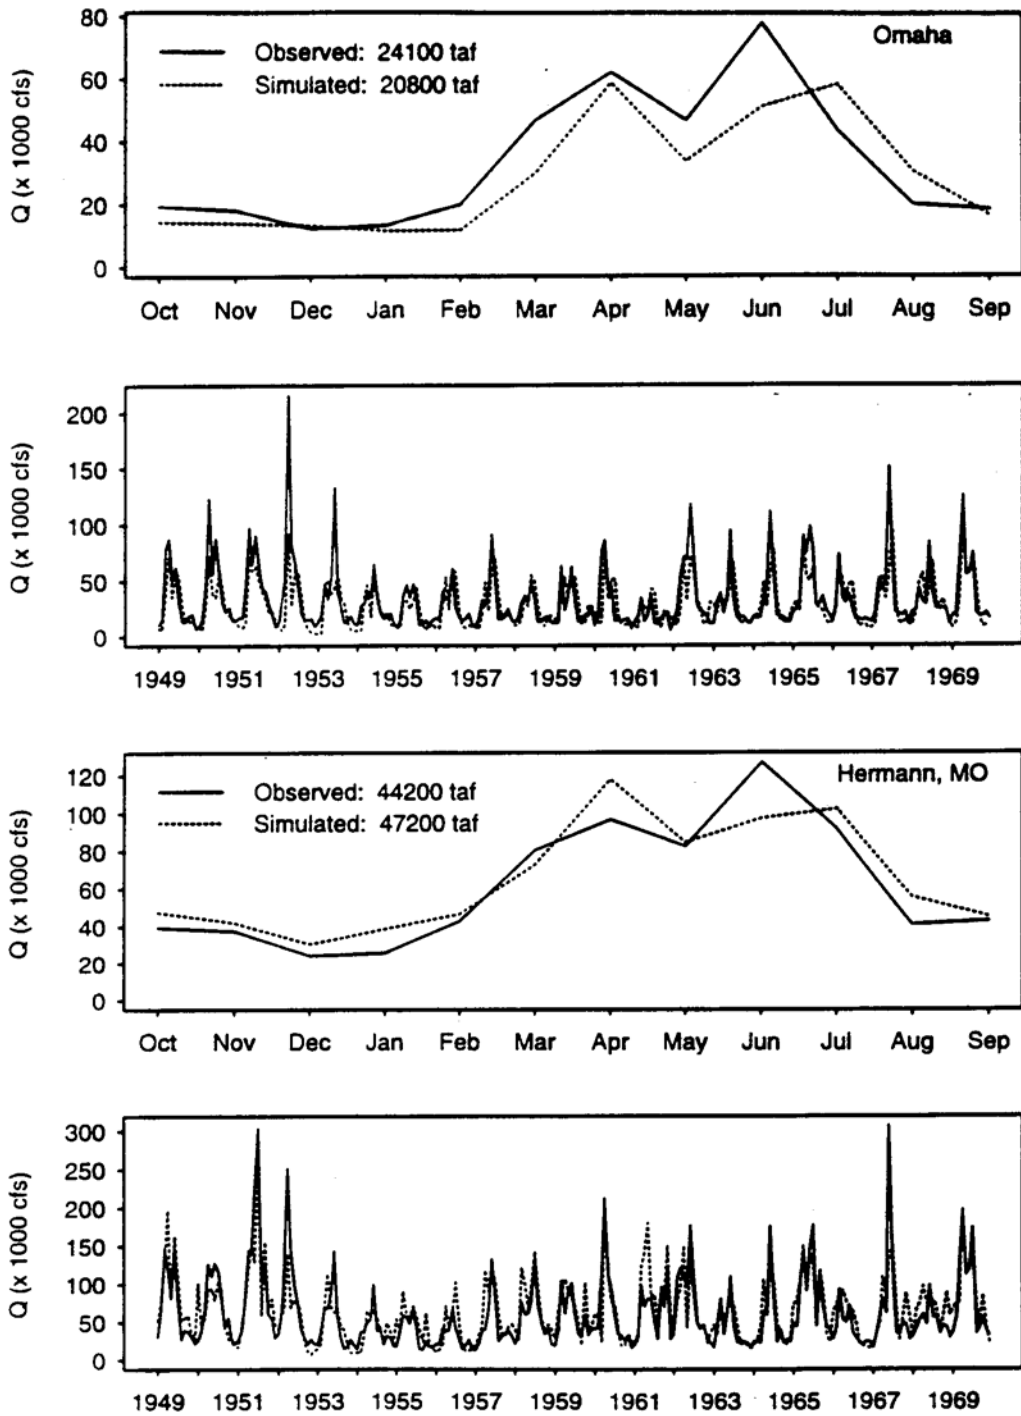 80
Omaha
Observed: 24100 taf
60
Simulated: 20800 taf
40
20
0
Q (x 1000 cfs)
Oct Nov Dec Jan Feb Mar Apr May Jun Jul Aug Sep
200
150
100
50
0
Q (x 1000 cfs)
1949 1951 1953 1955 1957 1959 1961 1963 1965 1967 1969
Hermann, MO
120
Observed: 44200 taf
100
Simulated: 47200 taf
80
60
40
20
0
Q (x 1000 cfs)
Oct Nov Dec Jan Feb Mar Apr May Jun Jul Aug Sep
300
250
200
150
100
50
0
Q (x 1000 cfs)
1949 1951 1953 1955 1957 1959 1961 1963 1965 1967 1969